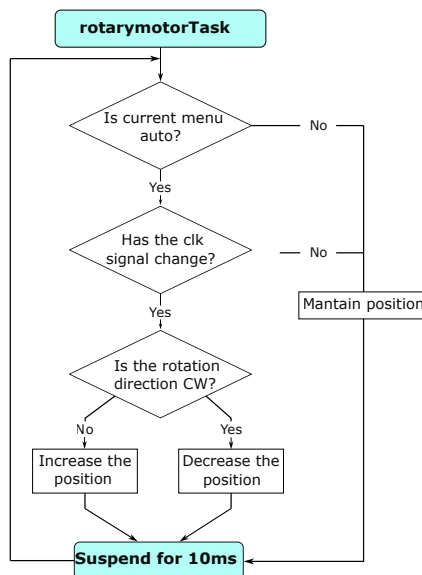 rotarymotorTask
Is current menu
auto?
No
Yes
Has the clk
signal change?
No
Mantain position
Yes
Is the rotation
direction CW?
No
Yes
Increase the
position
Decrease the
position
Suspend for 10ms